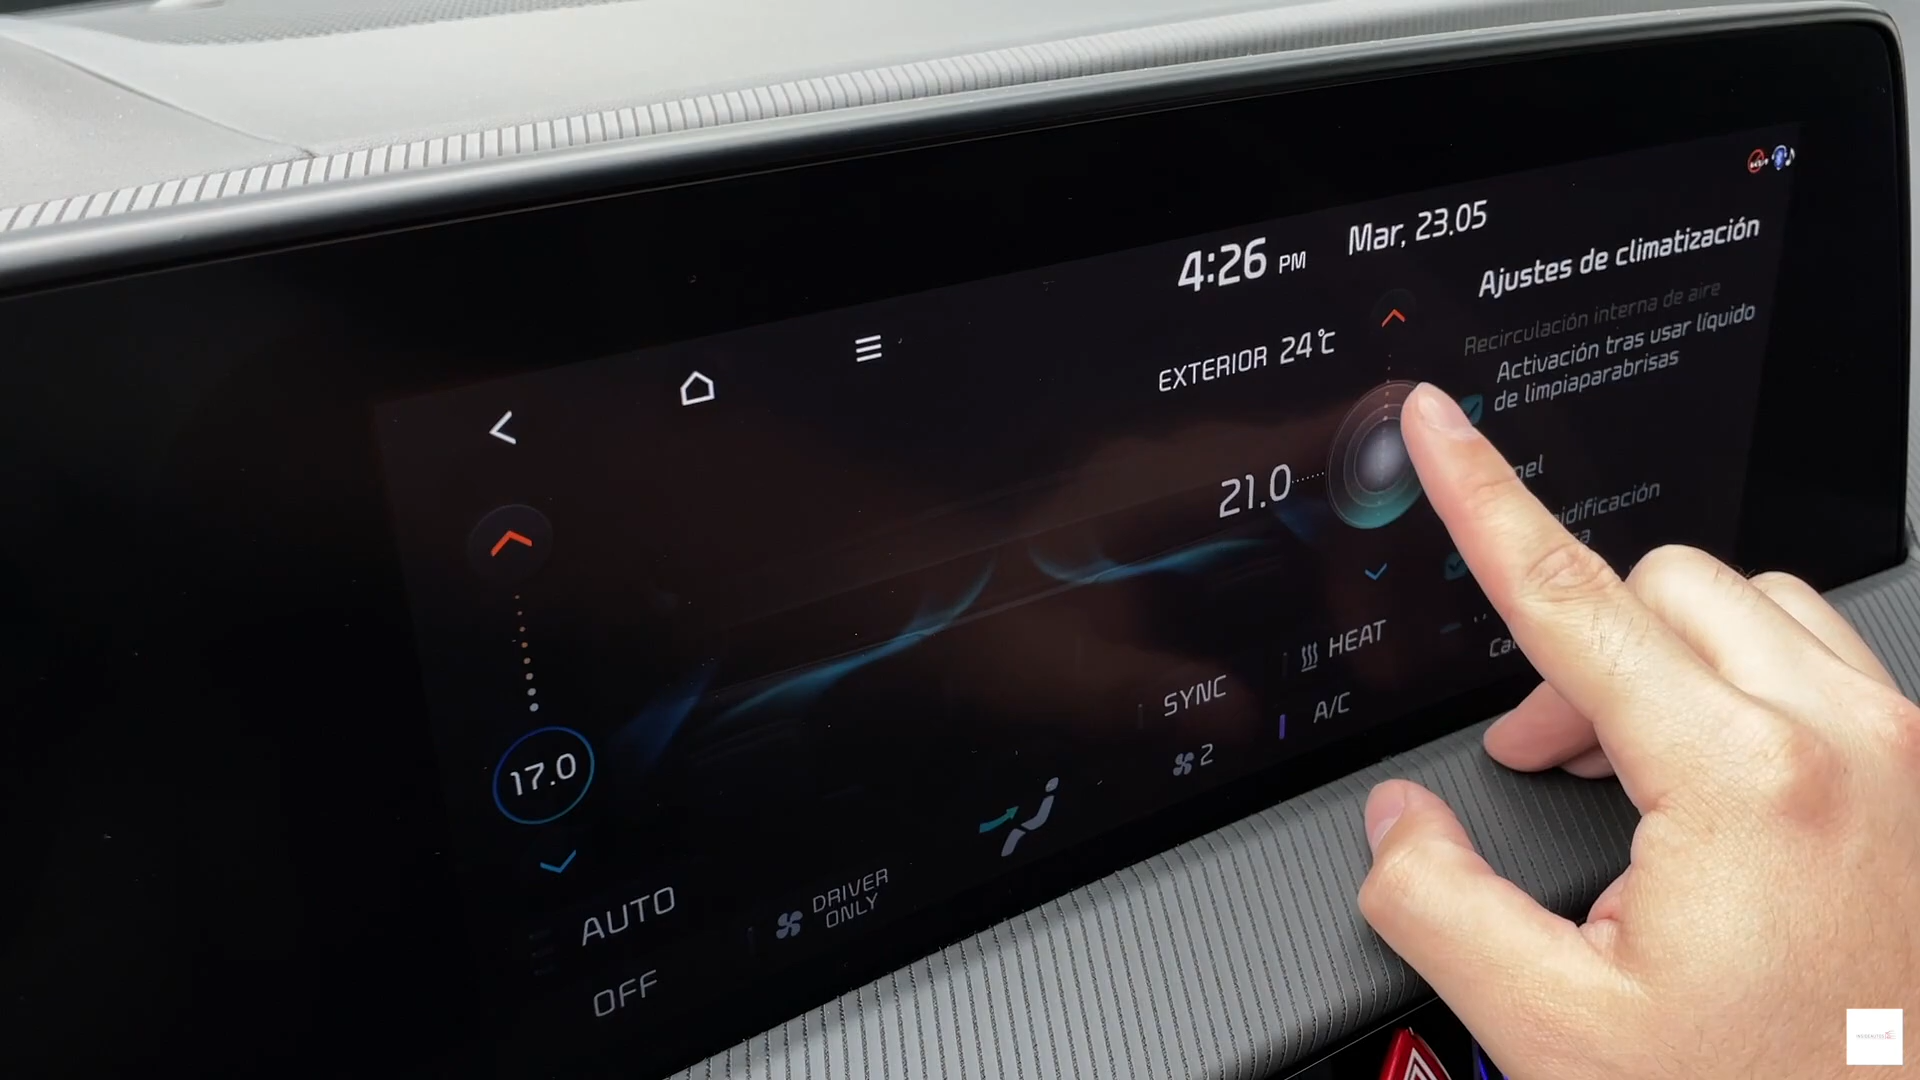 4:26 PM
Mar, 23.05
EXTERIOR 24°C
21.0
17.0
AUTO
OFF
DRIVER
ONLY
SYNC
2
HEAT
A/C
Ajustes de climatización
Recirculación interna de aire
Activación tras usar líquido
de limpiaparabrisas